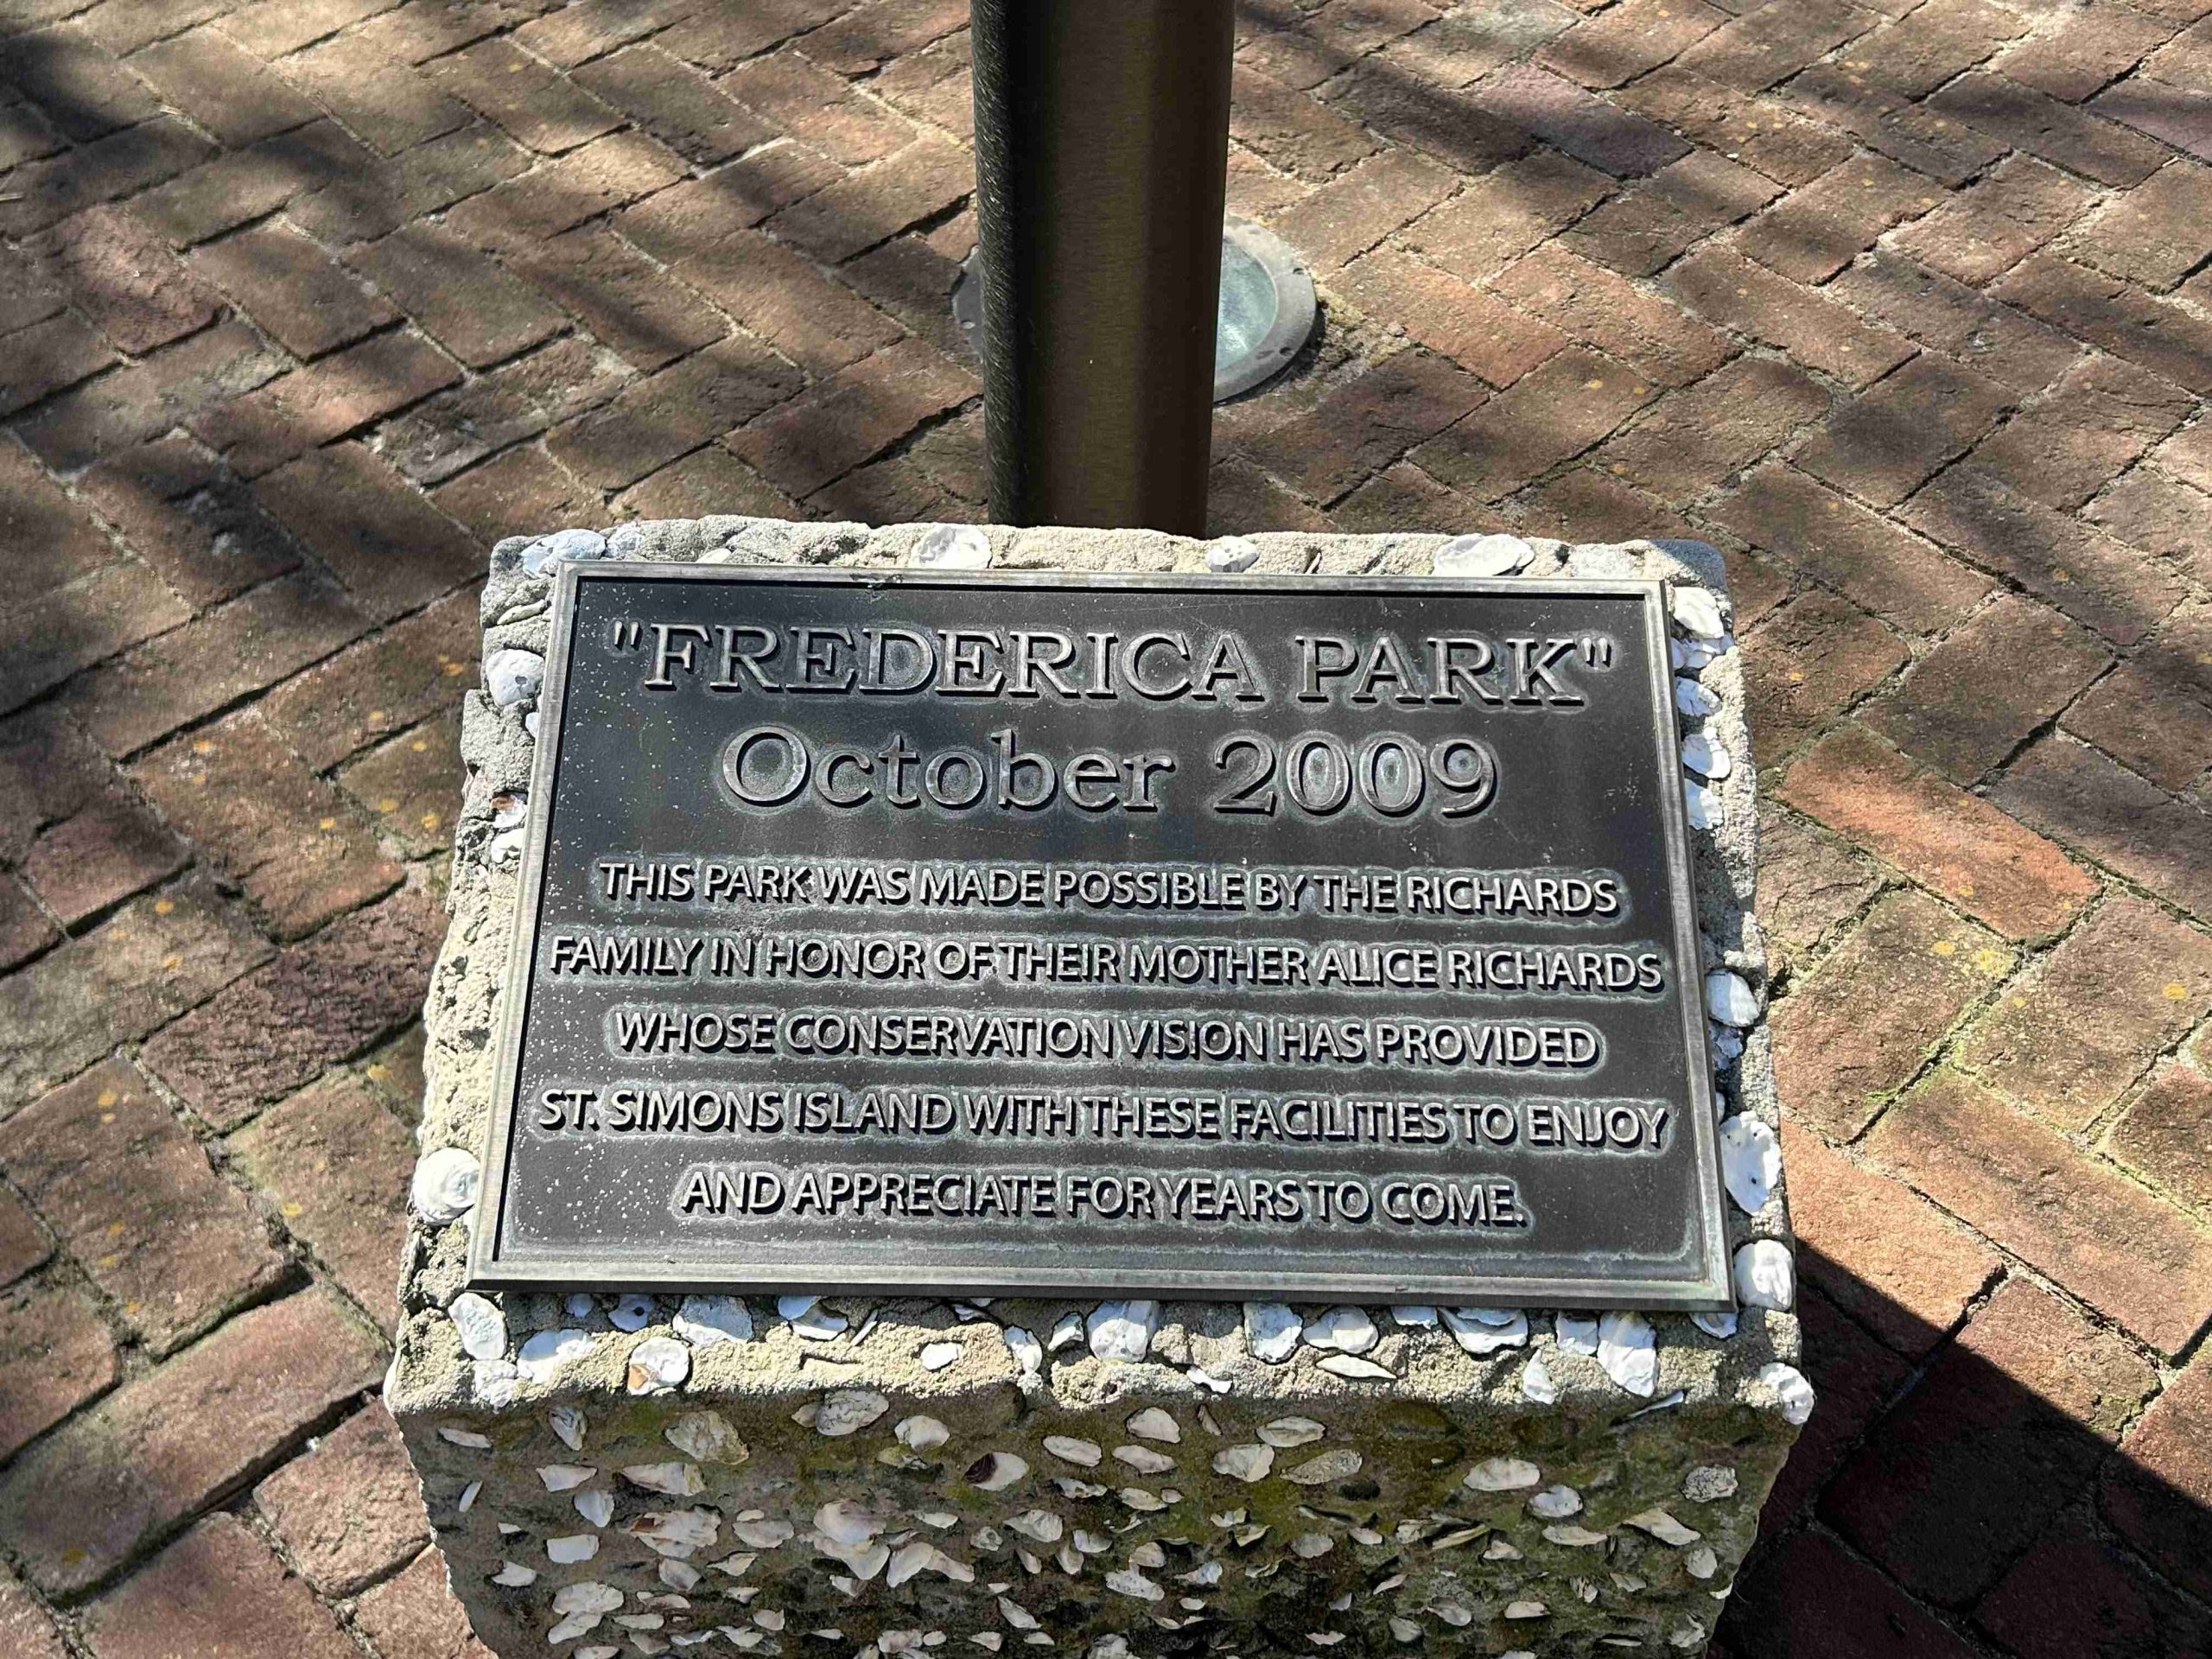 "FREDERICA PARK"
October 2009
THIS PARK WAS MADE POSSIBLE BY THE RICHARDS
FAMILY IN HONOR OF THEIR MOTHER ALICE RICHARDS
WHOSE CONSERVATION VISION HAS PROVIDED
ST. SIMONS ISLAND WITH THESE FACILITIES TO ENJOY
AND APPRECIATE FOR YEARS TO COME.